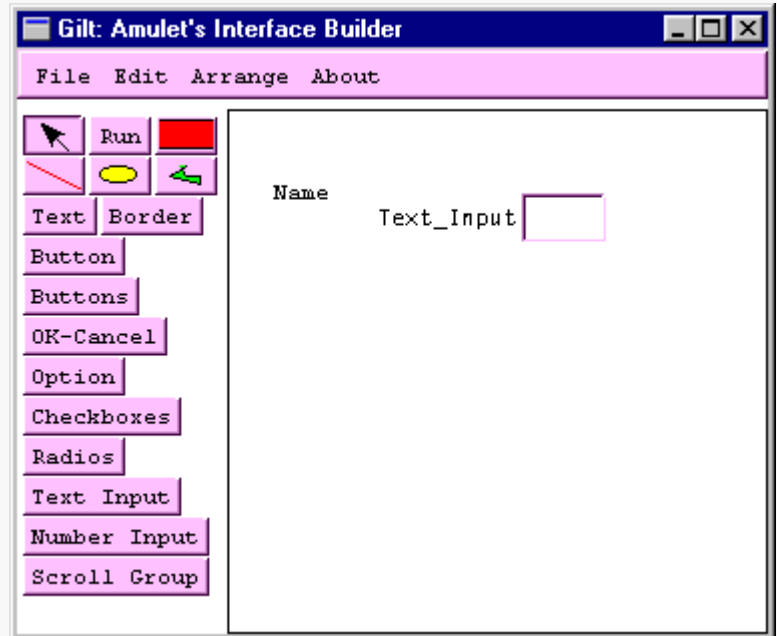 Gilt: Amulet's Interface Builder
File Edit Arrange About
Run
Text Border
Button
Buttons
OK-Cancel
Option
Checkboxes
Radios
Text Input
Number Input
Scroll Group
Name
Text_Input